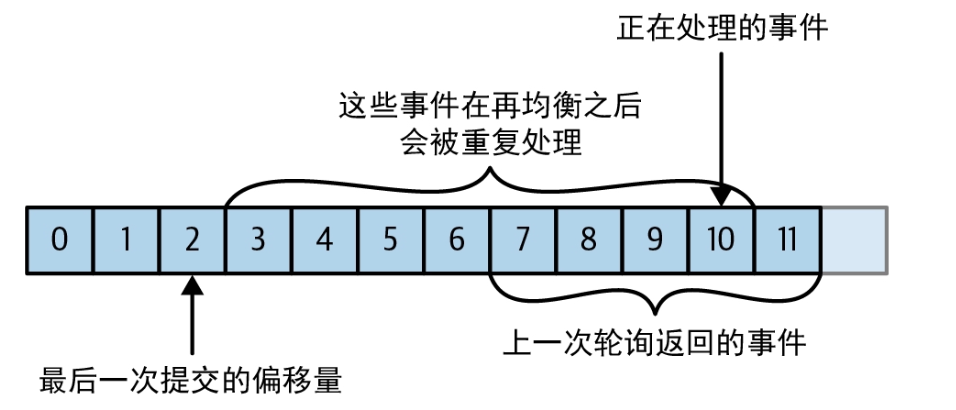 正在处理的事件
这些事件在再均衡之后
会被重复处理
0 1 2 3 4 5 6 7 8 9 10 11
上一次轮询返回的事件
最后一次提交的偏移量